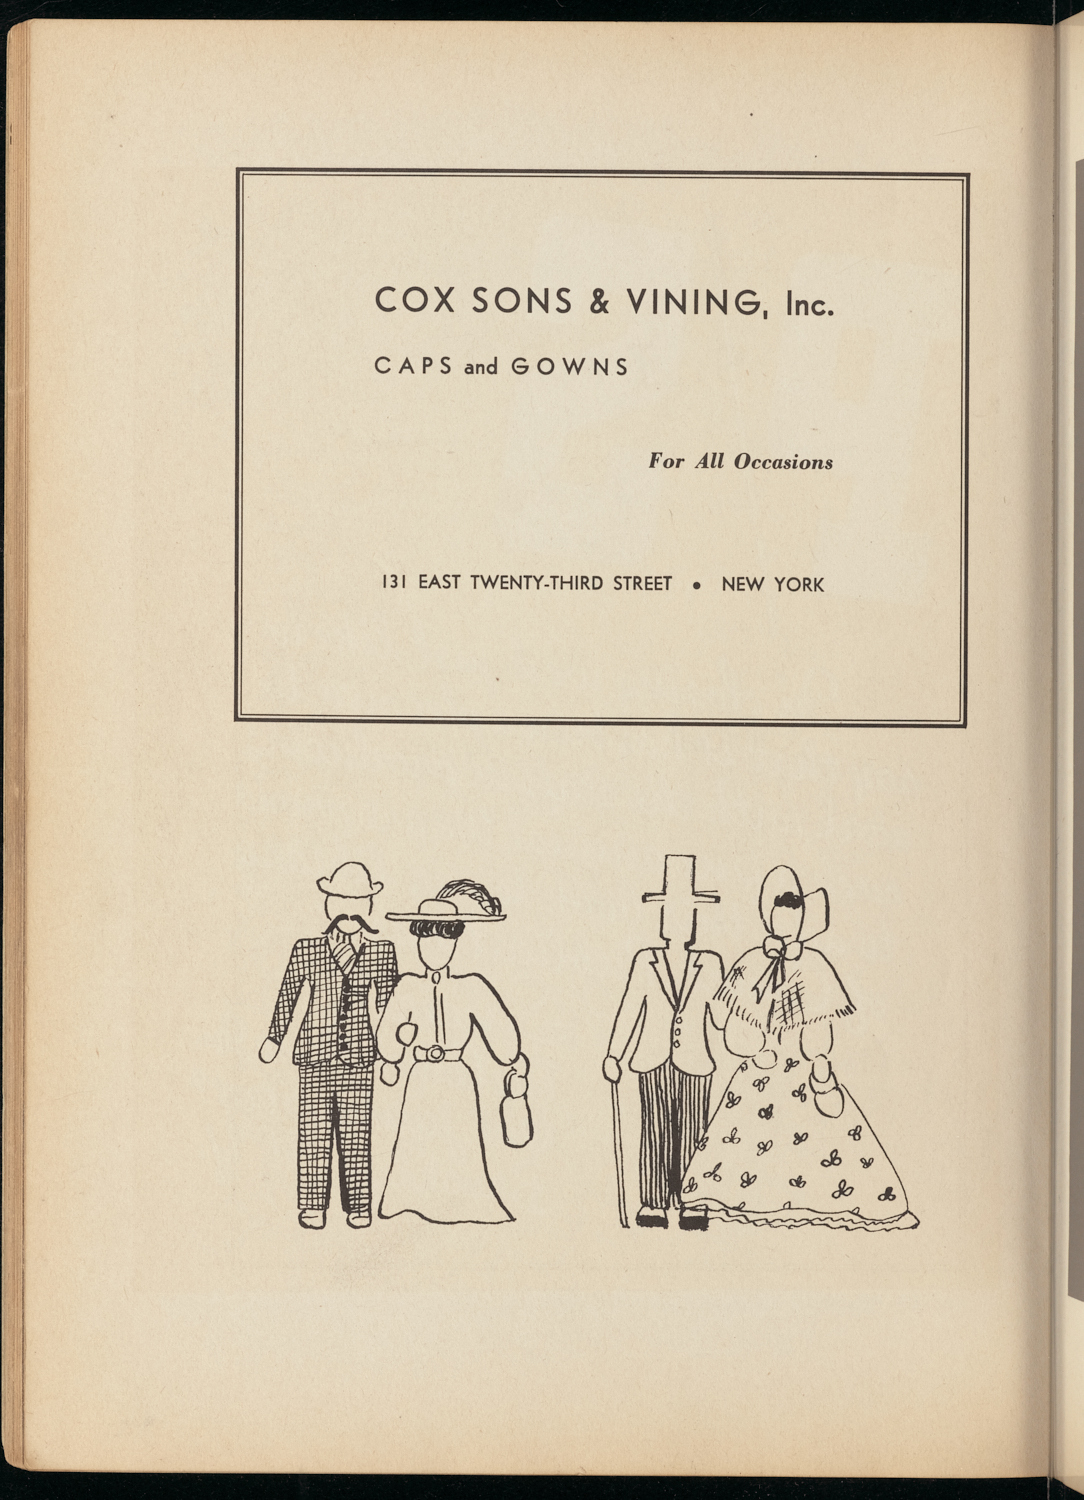 COX SONS & VINING, Inc.
CAPS and GOWNS
For All Occasions
131 EAST TWENTY-THIRD STREET • NEW YORK